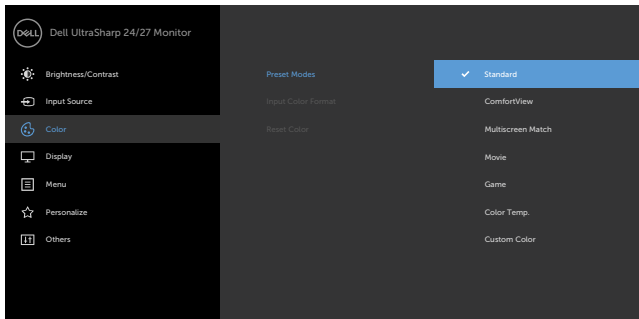 DELL Dell UltraSharp 24/27 Monitor
Brightness/Contrast Preset Modes Standard
Input Source Input Color Format ComfortView
Color Reset Color Multiscreen Match
Display Movie
Menu Game
Personalize Color Temp.
Others Custom Color